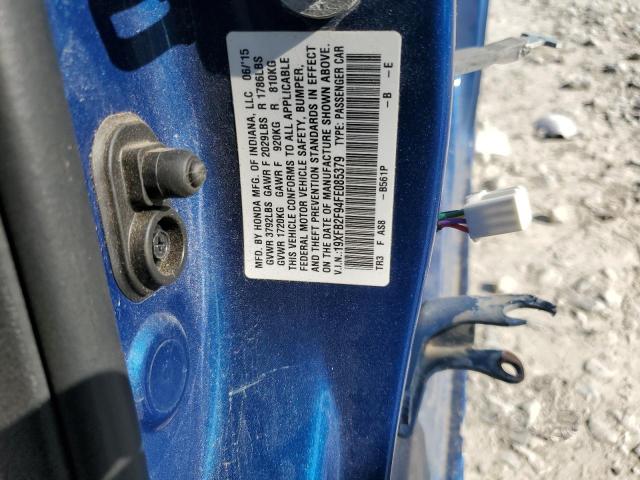 MFD. BY HONDA MFG. OF INDIANA, LLC 06/'15
GVWR 3792LBS GAWR F 2029LBS R 1786LBS
GVWR 1720KG GAWR F 920KG R 810KG
THIS VEHICLE CONFORMS TO ALL APPLICABLE
FEDERAL MOTOR VEHICLE SAFETY, BUMPER,
AND THEFT PREVENTION STANDARDS IN EFFECT
ON THE DATE OF MANUFACTURE SHOWN ABOVE.
V.I.N.:19XFB2F94FE085379 TYPE: PASSENGER CAR
TR3 F AS8 - B561P - B - E